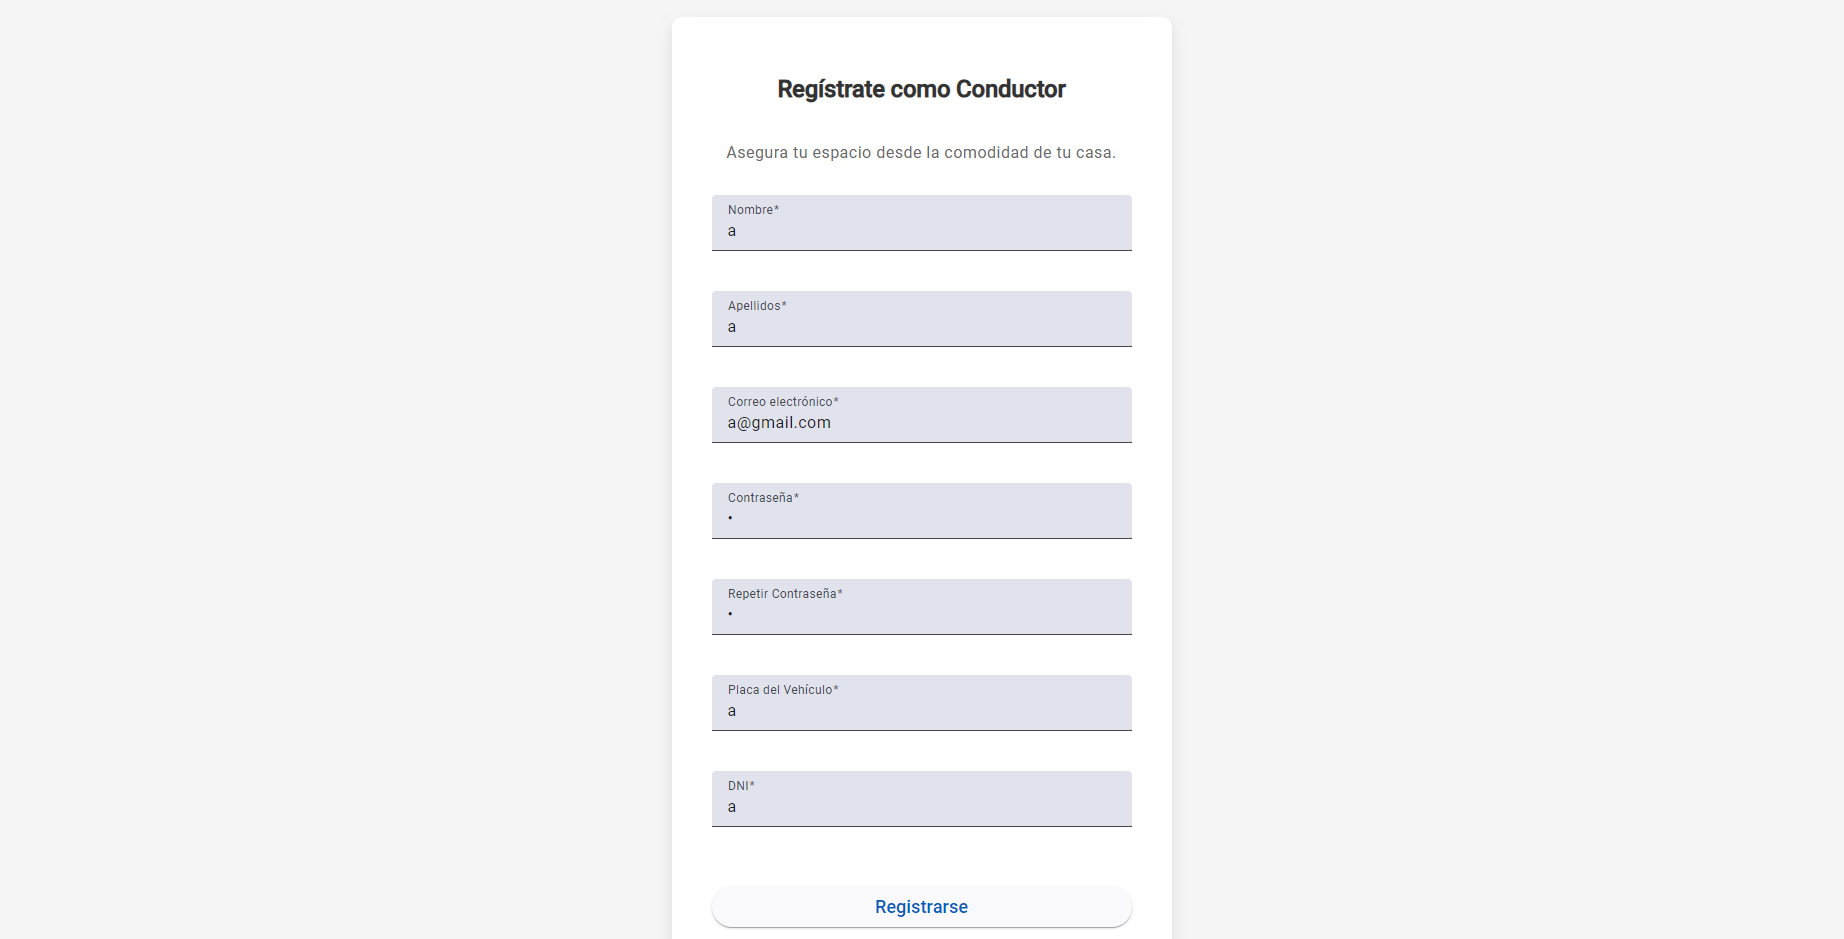 Regístrate como Conductor
Asegura tu espacio desde la comodidad de tu casa.
Nombre*
a
Apellidos*
a
Correo electrónico*
a@gmail.com
Contraseña*
•
Repetir Contraseña*
•
Placa del Vehículo*
a
DNI*
a
Registrarse